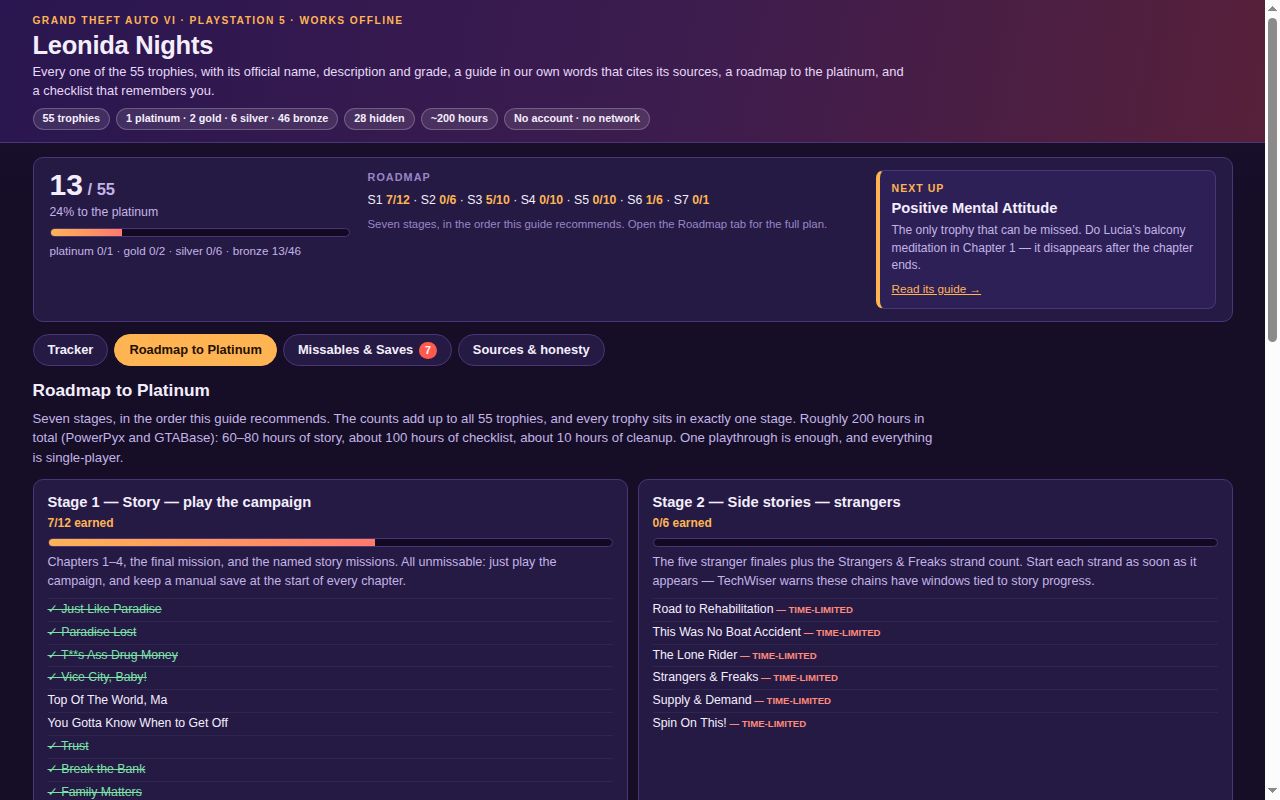 GRAND THEFT AUTO VI · PLAYSTATION 5 · WORKS OFFLINE
Leonida Nights
Every one of the 55 trophies, with its official name, description and grade, a guide in our own words that cites its sources, a roadmap to the platinum, and
a checklist that remembers you.
55 trophies
1 platinum · 2 gold · 6 silver · 46 bronze
28 hidden
~200 hours
No account · no network
13 / 55
24% to the platinum
platinum 0/1 · gold 0/2 · silver 0/6 · bronze 13/46
ROADMAP
S1 7/12 · S2 0/6 · S3 5/10 · S4 0/10 · S5 0/10 · S6 1/6 · S7 0/1
Seven stages, in the order this guide recommends. Open the Roadmap tab for the full plan.
NEXT UP
Positive Mental Attitude
The only trophy that can be missed. Do Lucia's balcony
meditation in Chapter 1 — it disappears after the chapter
ends.
Read its guide →
Tracker
Roadmap to Platinum
Missables & Saves 7
Sources & honesty
Roadmap to Platinum
Seven stages, in the order this guide recommends. The counts add up to all 55 trophies, and every trophy sits in exactly one stage. Roughly 200 hours in
total (PowerPyx and GTABase): 60–80 hours of story, about 100 hours of checklist, about 10 hours of cleanup. One playthrough is enough, and everything
is single-player.
Stage 1 — Story — play the campaign
7/12 earned
Chapters 1–4, the final mission, and the named story missions. All unmissable: just play the
campaign, and keep a manual save at the start of every chapter.
✓ Just Like Paradise
✓ Paradise Lost
✓ T**s Ass Drug Money
✓ Vice City, Baby!
Top Of The World, Ma
You Gotta Know When to Get Off
✓ Trust
✓ Break the Bank
✓ Family Matters
Stage 2 — Side stories — strangers
0/6 earned
The five stranger finales plus the Strangers & Freaks strand count. Start each strand as soon as it
appears — TechWiser warns these chains have windows tied to story progress.
Road to Rehabilitation — TIME-LIMITED
This Was No Boat Accident — TIME-LIMITED
The Lone Rider — TIME-LIMITED
Strangers & Freaks — TIME-LIMITED
Supply & Demand — TIME-LIMITED
Spin On This! — TIME-LIMITED